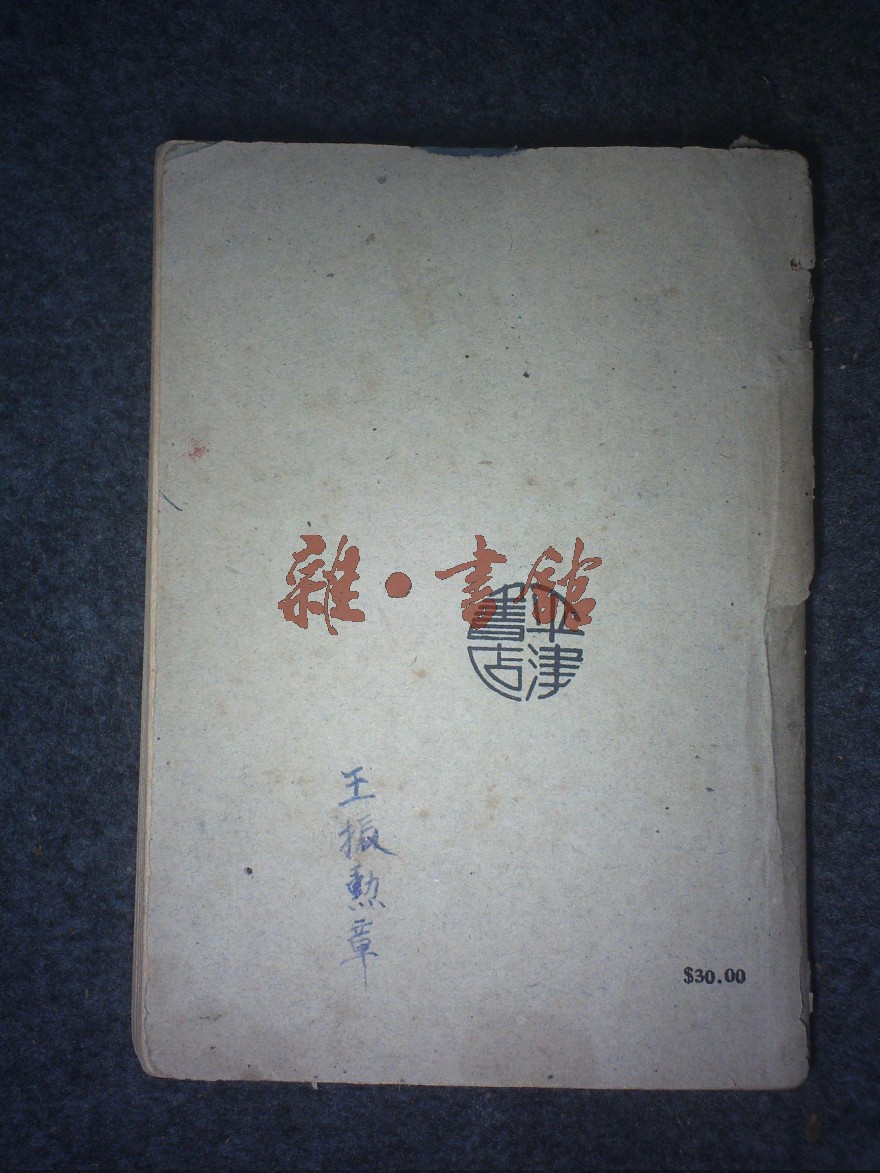 雜·書館
平津
書店
王振勲章
$30.00